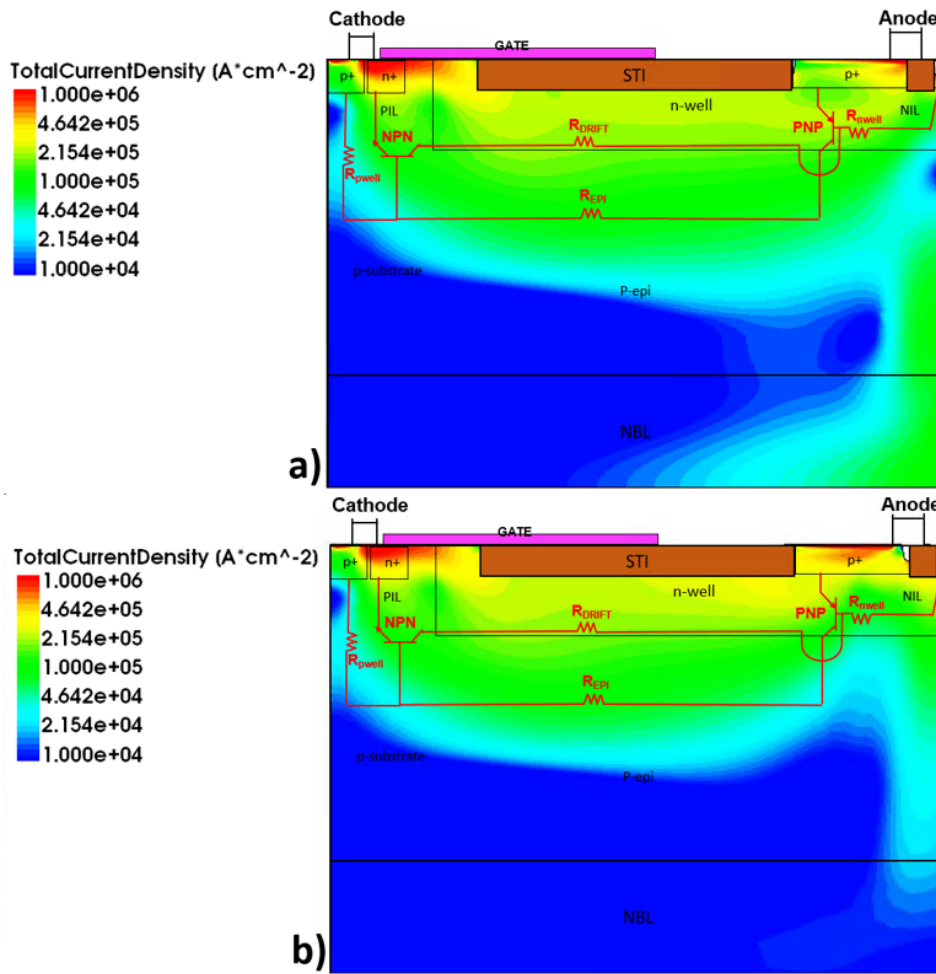 Cathode
Anode
GATE
TotalCurrentDensity (A*cm^-2)
1.000e+06
4.642e+05
2.154e+05
1.000e+05
4.642e+04
2.154e+04
1.000e+04
p+
n+
STI
p+
PIL
n-well
NIL
NPN
RDRIFT
PNP
Rnwell
Rpwell
REPI
p-substrate
P-epi
NBL
a)
Cathode
Anode
GATE
TotalCurrentDensity (A*cm^-2)
1.000e+06
4.642e+05
2.154e+05
1.000e+05
4.642e+04
2.154e+04
1.000e+04
p+
n+
STI
p+
PIL
n-well
NIL
NPN
RDRIFT
PNP
Rnwell
Rpwell
REPI
p-substrate
P-epi
NBL
b)